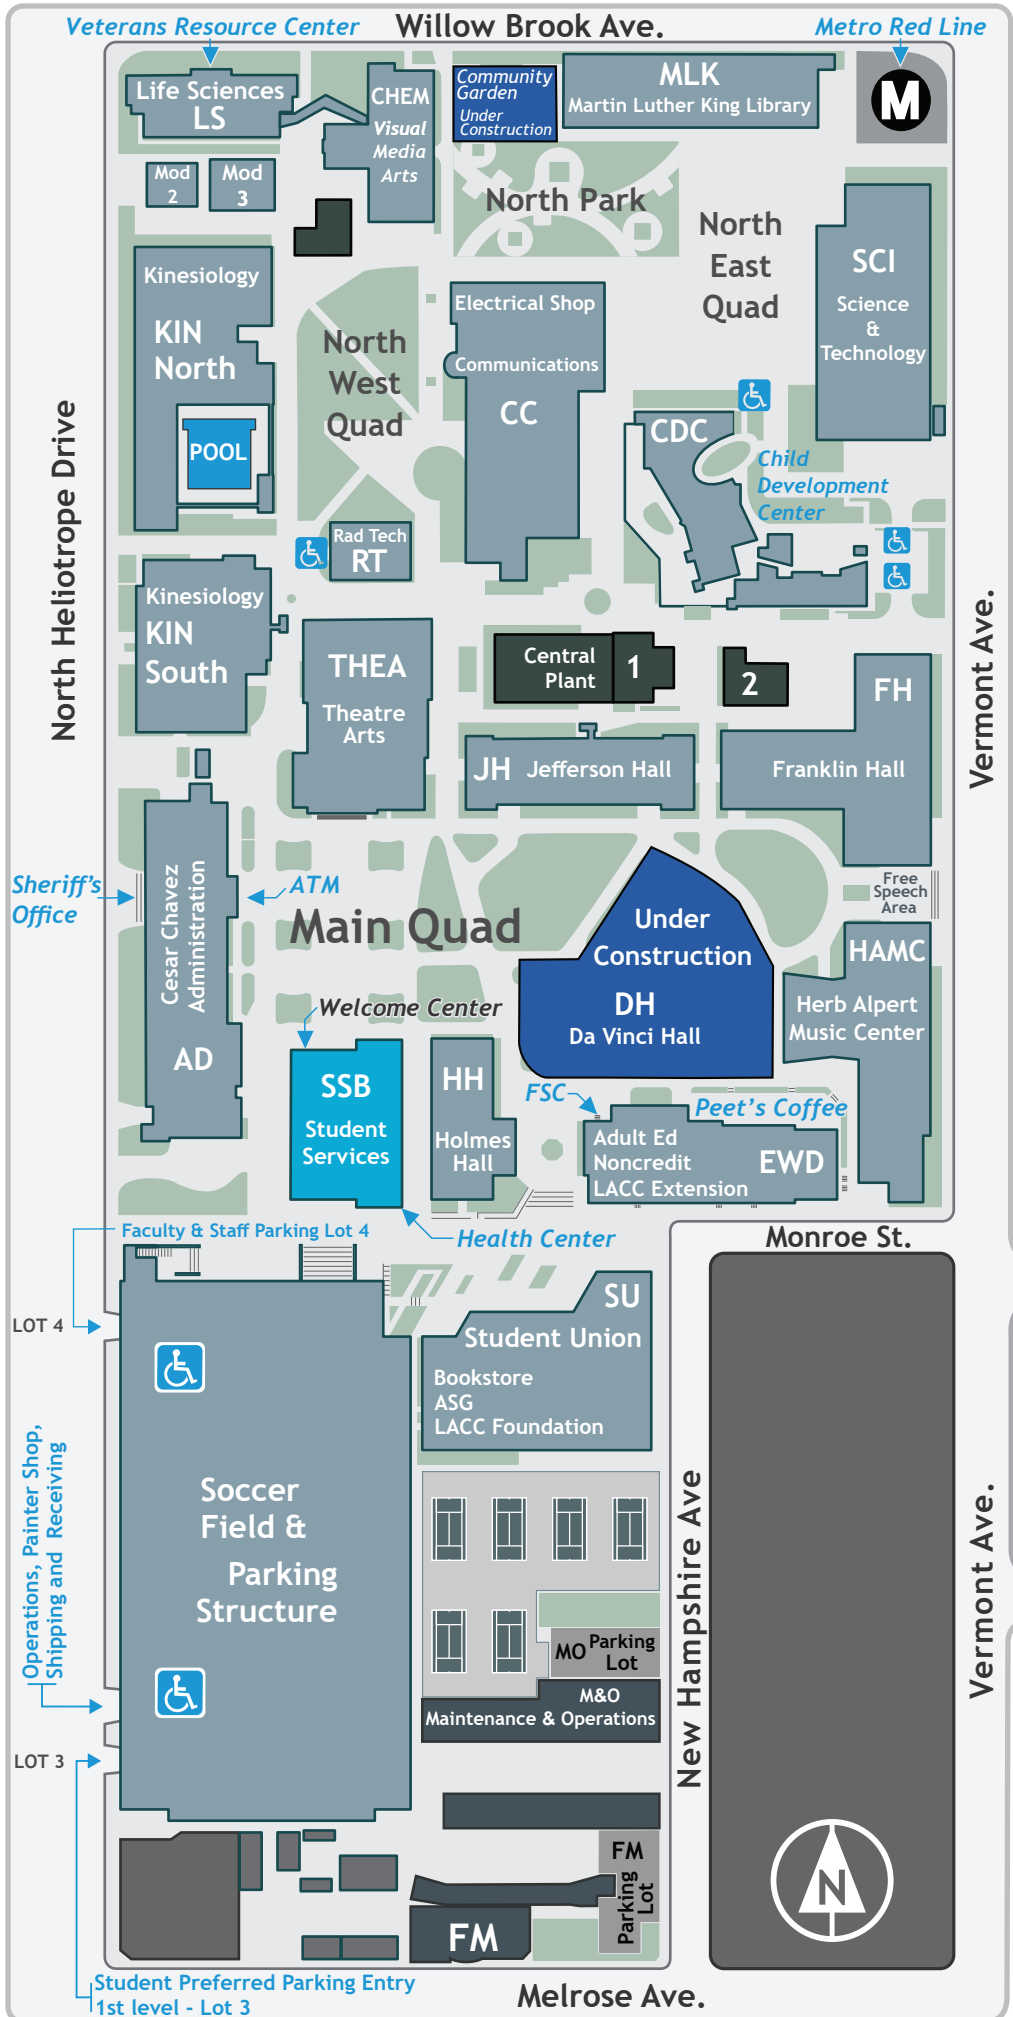 Veterans Resource Center
Willow Brook Ave.
Metro Red Line
Life Sciences
LS
CHEM
Visual
Media
Arts
Community
Garden
Under
Construction
MLK
Martin Luther King Library
M
Mod
2
Mod
3
North Park
North
East
Quad
SCI
Science
&
Technology
Kinesiology
KIN
North
POOL
North
West
Quad
Electrical Shop
Communications
CC
CDC
Child
Development
Center
North Heliotrope Drive
Rad Tech
RT
Kinesiology
KIN
South
THEA
Theatre
Arts
Central
Plant
1
2
FH
Franklin Hall
Vermont Ave.
JH Jefferson Hall
Sheriff's
Office
ATM
Cesar Chavez
Administration
AD
Main Quad
Under
Construction
DH
Da Vinci Hall
Free
Speech
Area
HAMC
Herb Alpert
Music Center
Welcome Center
SSB
Student
Services
HH
Holmes
Hall
FSC
Peet's Coffee
Adult Ed
Noncredit
LACC Extension
EWD
Health Center
Faculty & Staff Parking Lot 4
Monroe St.
LOT 4
SU
Student Union
Bookstore
ASG
LACC Foundation
Soccer
Field &
Parking
Structure
Operations, Painter Shop,
Shipping and Receiving
LOT 3
MO Parking
Lot
M&O
Maintenance & Operations
New Hampshire Ave
Vermont Ave.
FM
Parking
Lot
FM
N
Student Preferred Parking Entry
1st level - Lot 3
Melrose Ave.